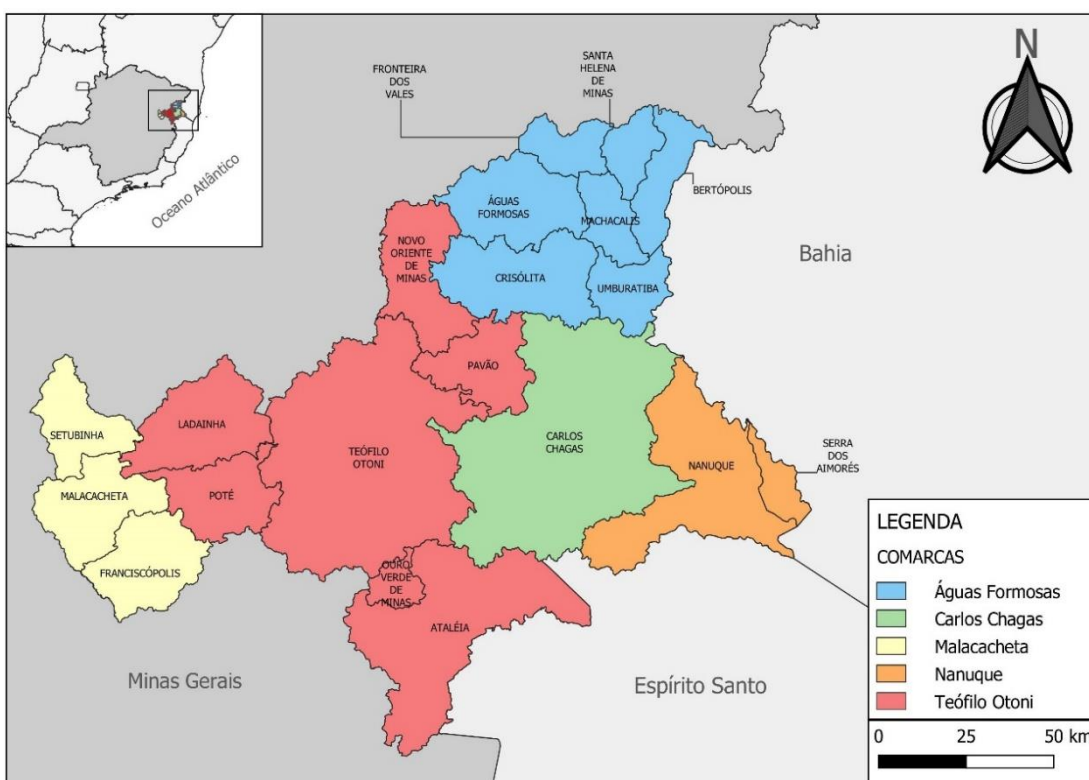 Oceano Atlântico
FRONTEIRA
DOS
VALES
SANTA
HELENA
DE
MINAS
N
BERTÓPOLIS
ÁGUAS
FORMOSAS
MACHACALIS
NOVO
ORIENTE
DE
MINAS
CRISÓLITA
UMBURATIBA
Bahia
PAVÃO
SETUBINHA
LADAINHA
TEÓFILO
OTONI
CARLOS
CHAGAS
NANUQUE
SERRA
DOS
AIMORÉS
MALACACHETA
POTÉ
FRANCISCÓPOLIS
OURO
VERDE
DE
MINAS
ATALÉIA
Minas Gerais
Espírito Santo
LEGENDA
COMARCAS
Águas Formosas
Carlos Chagas
Malacacheta
Nanuque
Teófilo Otoni
0 25 50 km